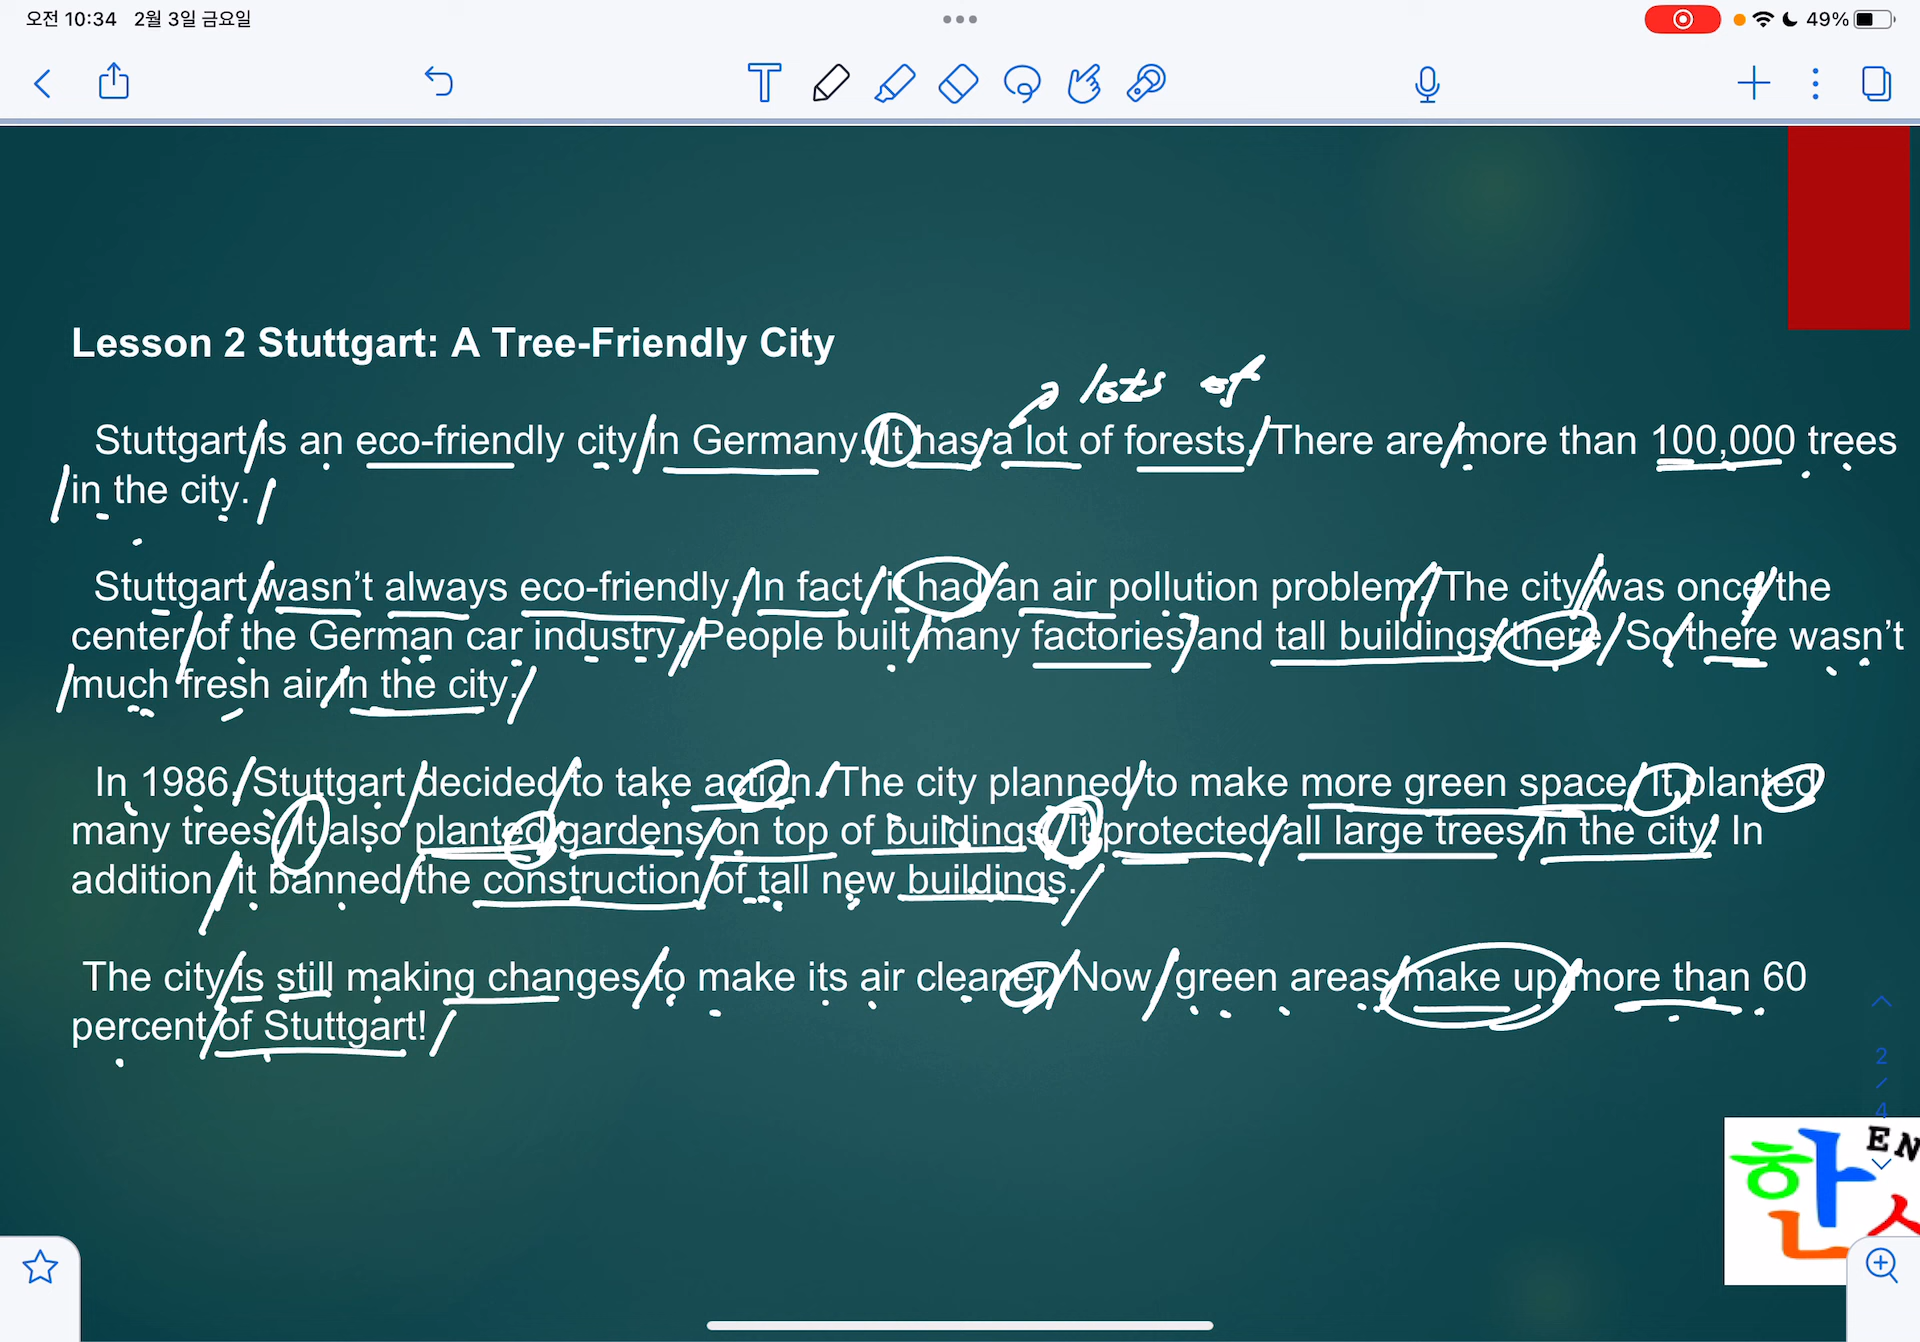 오전 10:34 2월 3일 금요일
49%
Lesson 2 Stuttgart: A Tree-Friendly City
lots of
Stuttgart is an eco-friendly city in Germany. It has a lot of forests. There are more than 100,000 trees
in the city.
Stuttgart wasn't always eco-friendly. In fact, it had an air pollution problem. The city was once the
center of the German car industry. People built many factories and tall buildings there. So there wasn't
much fresh air in the city.
In 1986, Stuttgart decided to take action. The city planned to make more green space. It planted
many trees. It also planted gardens on top of buildings. It protected all large trees in the city. In
addition, it banned the construction of tall new buildings.
The city is still making changes to make its air cleaner. Now, green areas make up more than 60
percent of Stuttgart!
2
/
4
EN
한